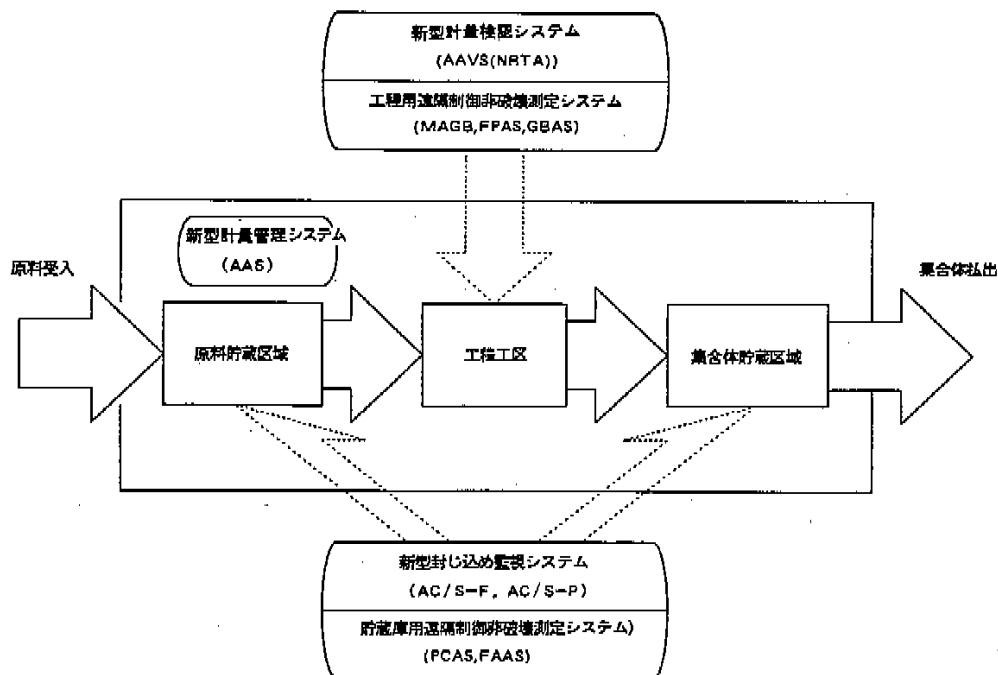 新型計量検認システム
(AAVS(NRTA))
工程用遠隔制御非破壊測定システム
(MAGB,FPAS,GBAS)
新型計量管理システム
(AAS)
原料受入
集合体払出
原料貯蔵区域
工程工区
集合体貯蔵区域
新型封じ込め監視システム
(AC/S-F, AC/S-P)
貯蔵庫用遠隔制御非破壊測定システム)
(PCAS,FAAS)